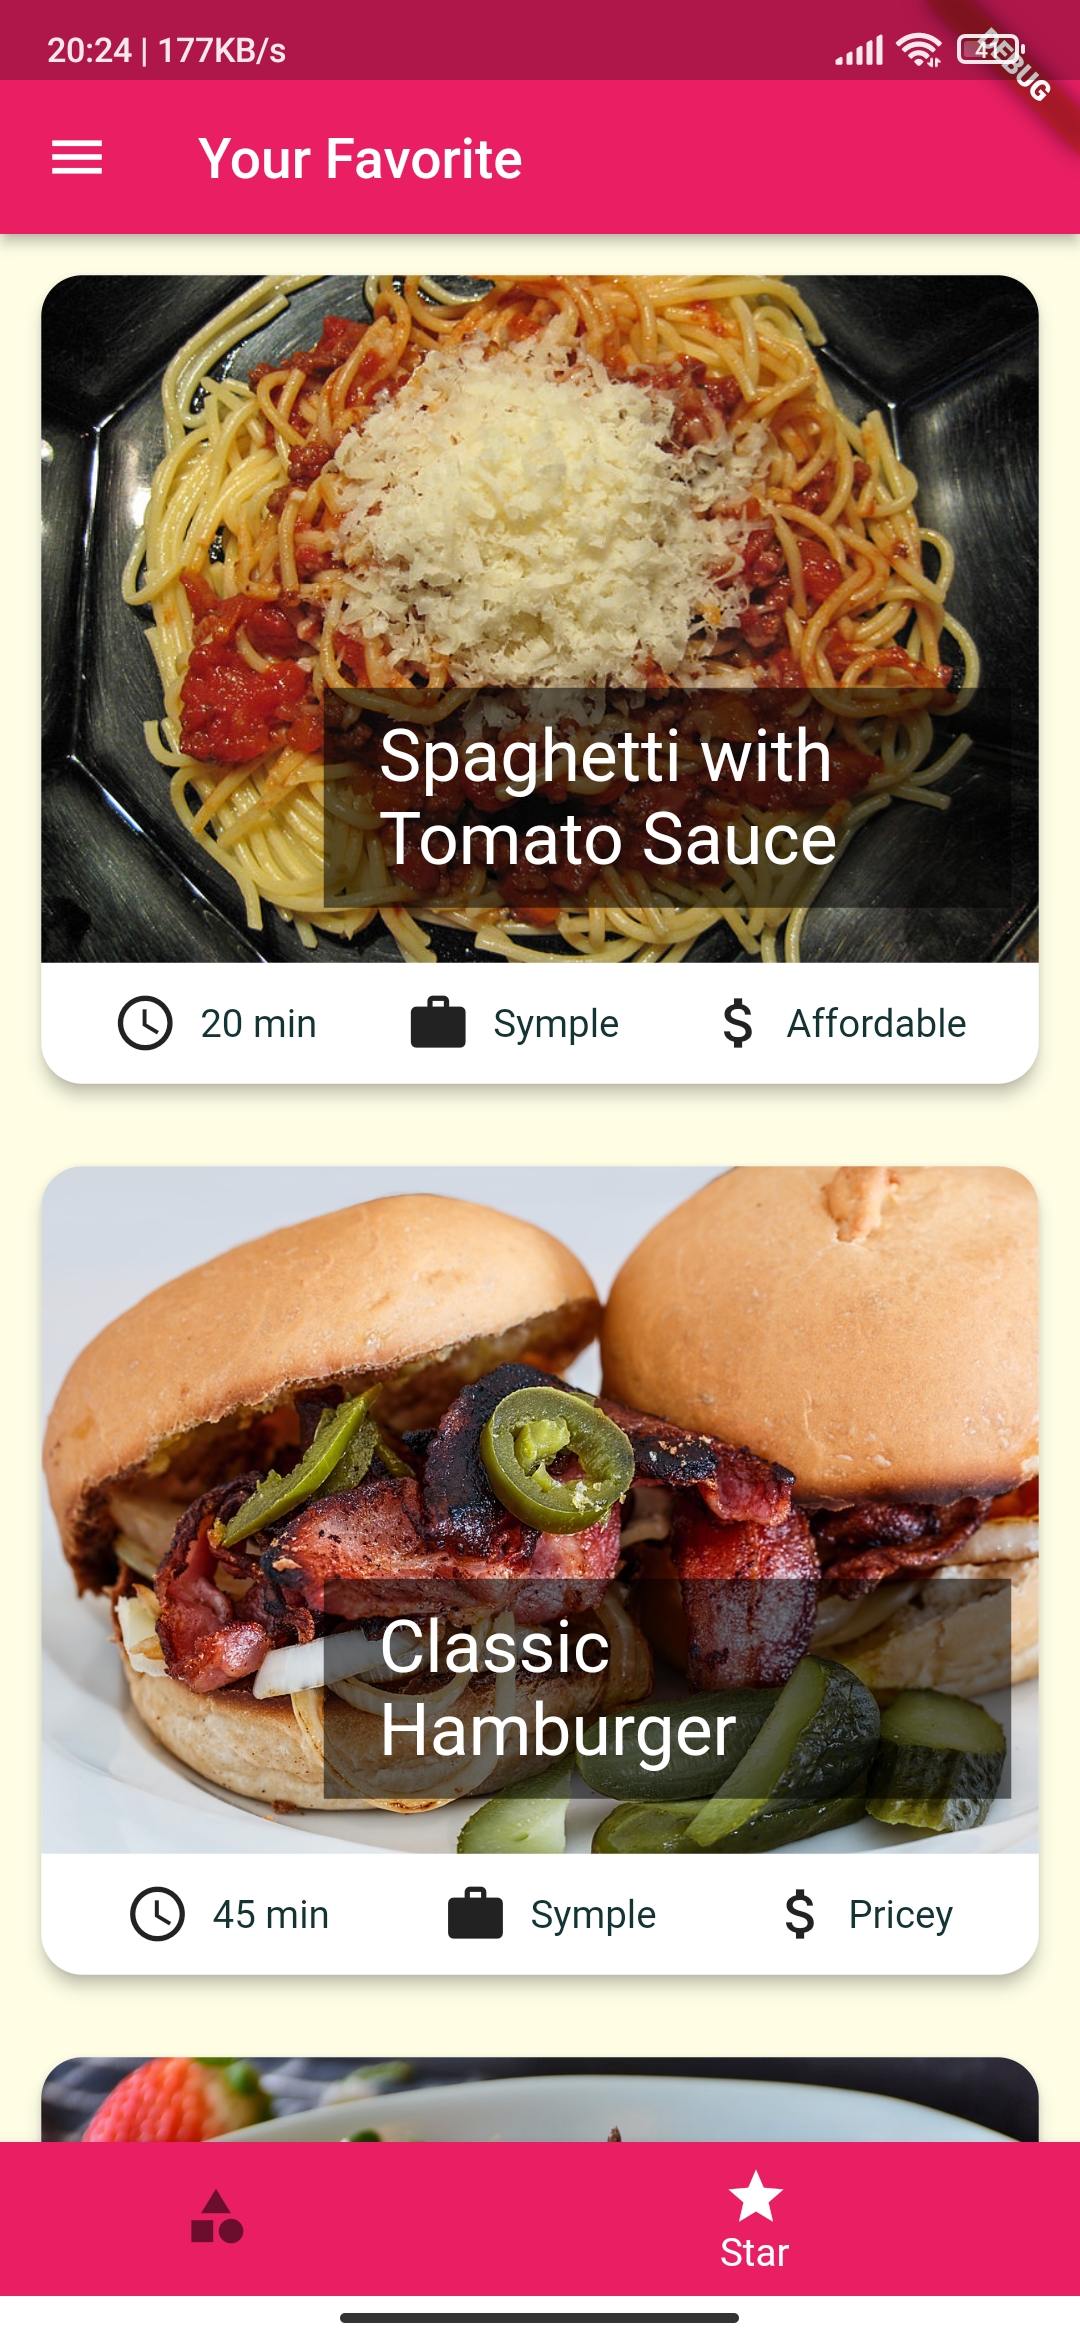 20:24 | 177KB/s
41
DEBUG
Your Favorite
Spaghetti with
Tomato Sauce
20 min
Symple
Affordable
Classic
Hamburger
45 min
Symple
Pricey
Star